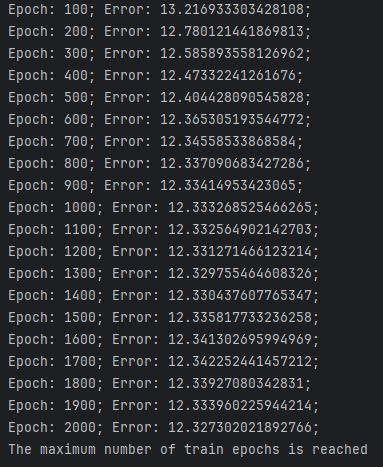 Epoch: 100; Error: 13.216933303428108;
Epoch: 200; Error: 12.780121441869813;
Epoch: 300; Error: 12.585893558126962;
Epoch: 400; Error: 12.47332241261676;
Epoch: 500; Error: 12.404428090545828;
Epoch: 600; Error: 12.365305193544772;
Epoch: 700; Error: 12.34558533868584;
Epoch: 800; Error: 12.337090683427286;
Epoch: 900; Error: 12.33414953423065;
Epoch: 1000; Error: 12.333268525466265;
Epoch: 1100; Error: 12.332564902142703;
Epoch: 1200; Error: 12.331271466123214;
Epoch: 1300; Error: 12.329755464608326;
Epoch: 1400; Error: 12.330437607765347;
Epoch: 1500; Error: 12.335817733236258;
Epoch: 1600; Error: 12.341302695994969;
Epoch: 1700; Error: 12.342252441457212;
Epoch: 1800; Error: 12.33927080342831;
Epoch: 1900; Error: 12.333960225944214;
Epoch: 2000; Error: 12.327302021892766;
The maximum number of train epochs is reached